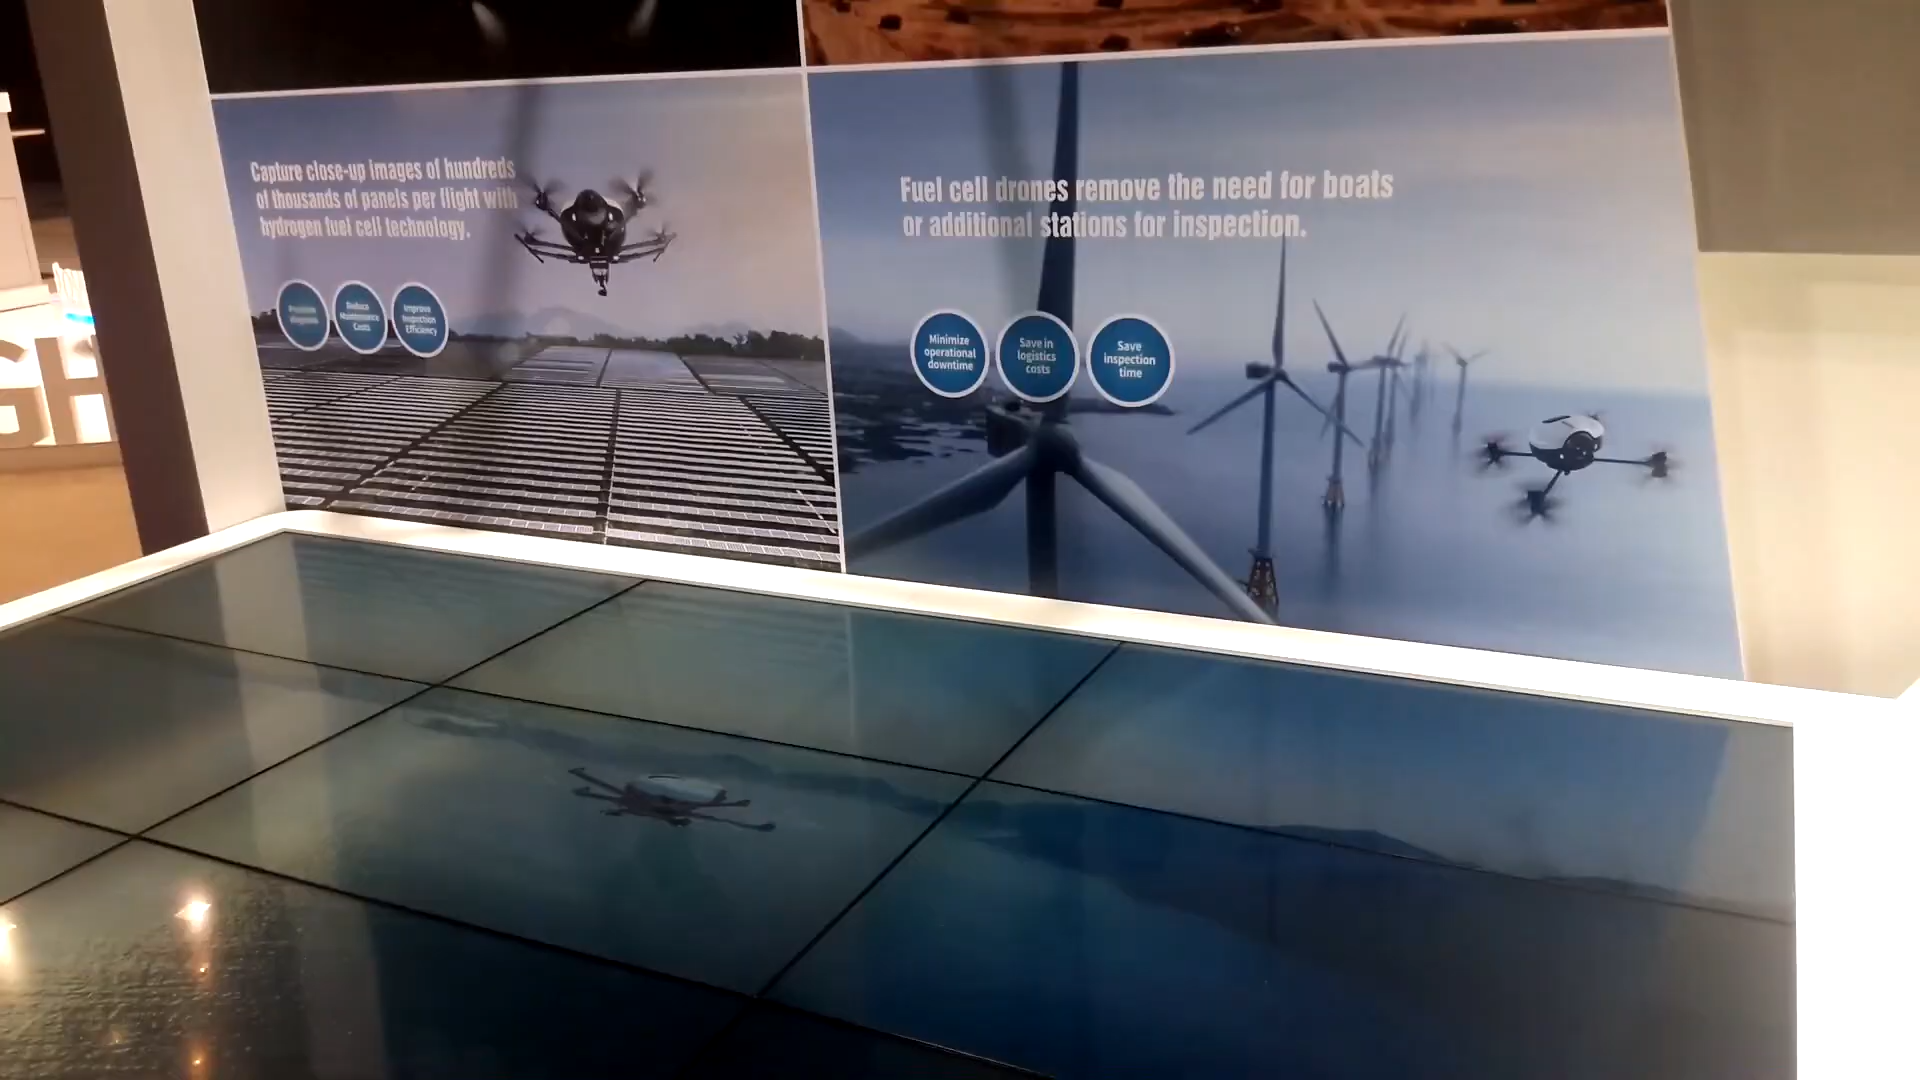 Capture close-up images of hundreds
of thousands of panels per flight with
hydrogen fuel cell technology.
Reduce
Maintenance
Costs
Improve
Inspection
Efficiency
Fuel cell drones remove the need for boats
or additional stations for inspection.
Minimize
operational
downtime
Save in
logistics
costs
Save
inspection
time